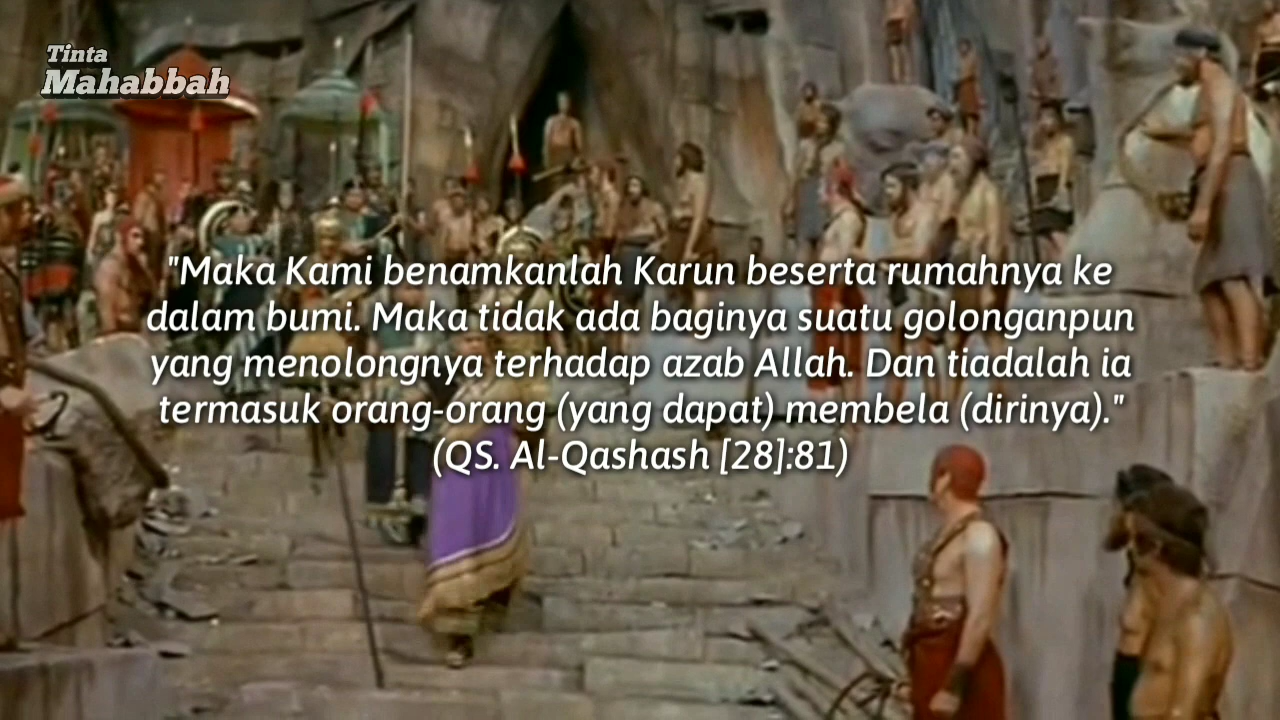 Tinta
Mahabbah
"Maka Kami benamkanlah Karun beserta rumahnya ke
dalam bumi. Maka tidak ada baginya suatu golonganpun
yang menolongnya terhadap azab Allah. Dan tiadalah ia
termasuk orang-orang (yang dapat) membela (dirinya)."
(QS. Al-Qashash [28]:81)